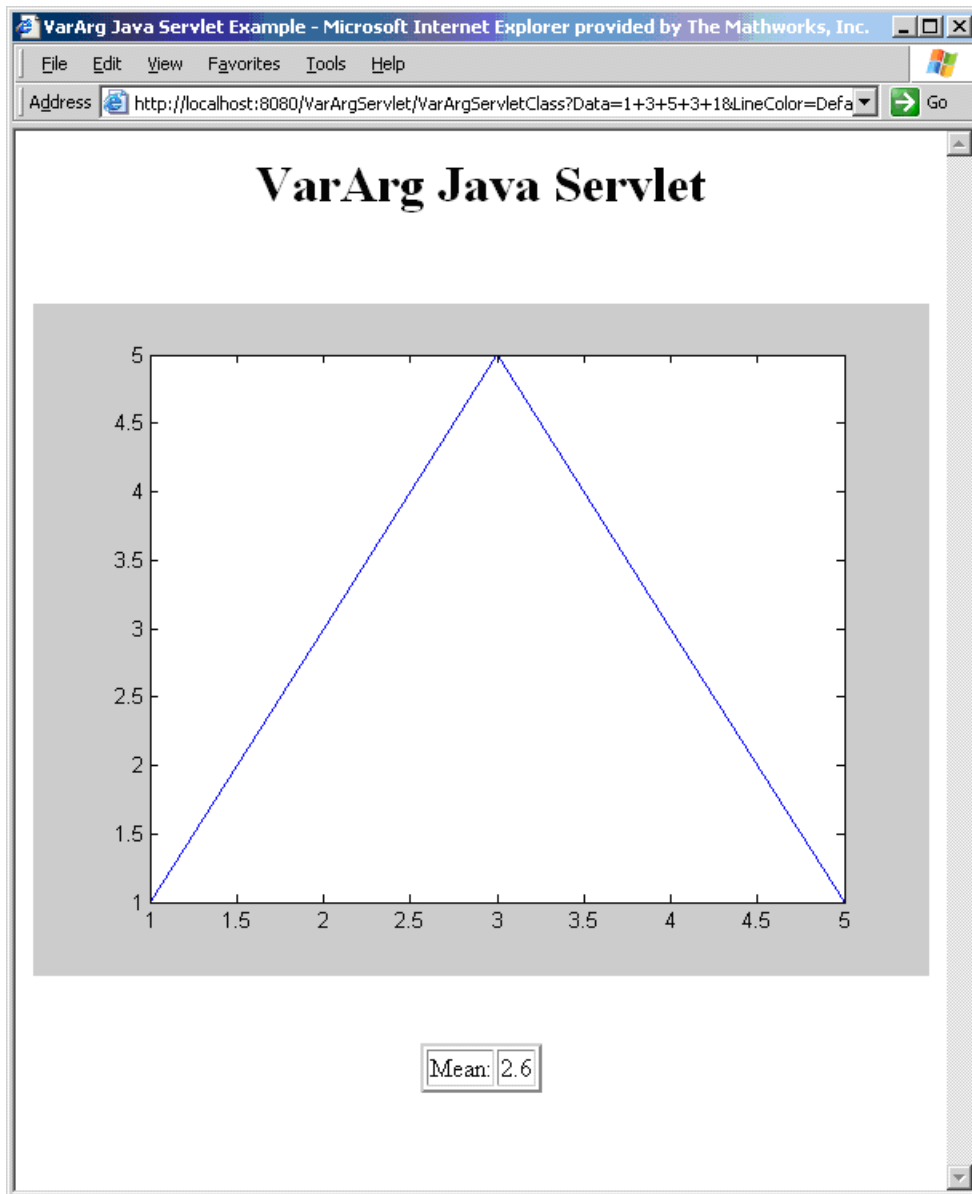 VarArg Java Servlet Example - Microsoft Internet Explorer provided by The Mathworks, Inc.
File Edit View Favorites Tools Help
Address http://localhost:8080/VarArgServlet/VarArgServletClass?Data=1+3+5+3+1&LineColor=Defa Go
VarArg Java Servlet
5
4.5
4
3.5
3
2.5
2
1.5
1
1 1.5 2 2.5 3 3.5 4 4.5 5
Mean: 2.6